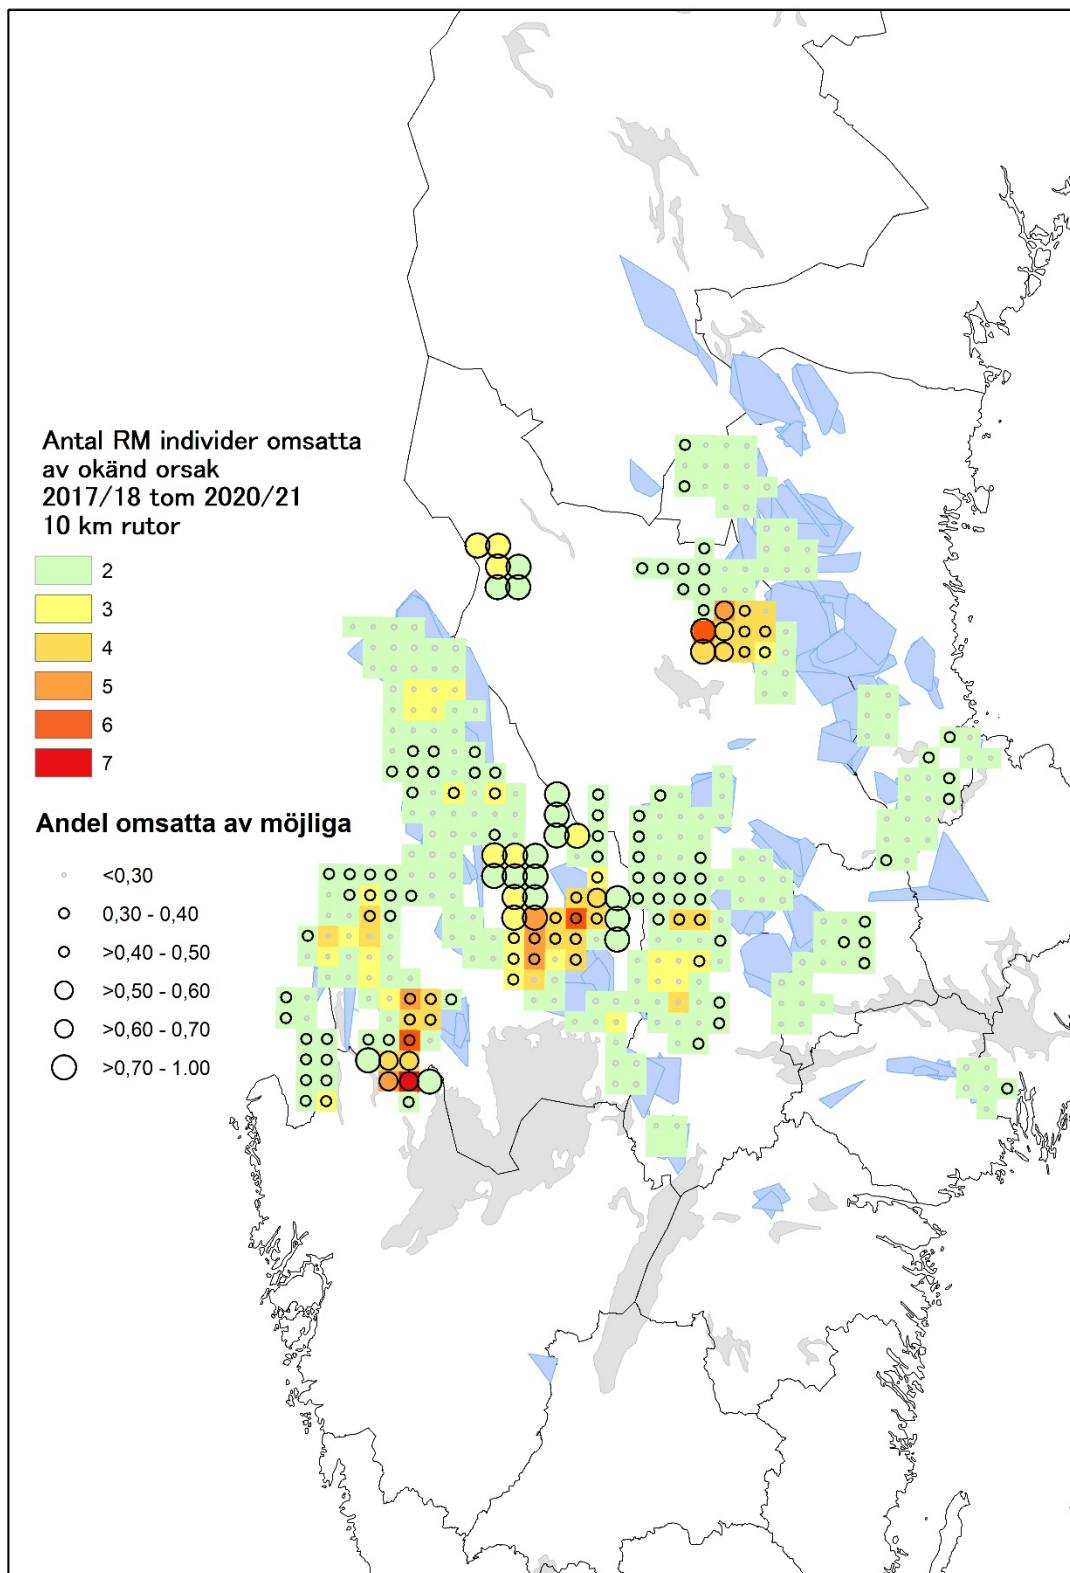 Antal RM individer omsatta
av okänd orsak
2017/18 tom 2020/21
10 km rutor
2
3
4
5
6
7
Andel omsatta av möjliga
<0,30
0,30 - 0,40
>0,40 - 0,50
>0,50 - 0,60
>0,60 - 0,70
>0,70 - 1.00